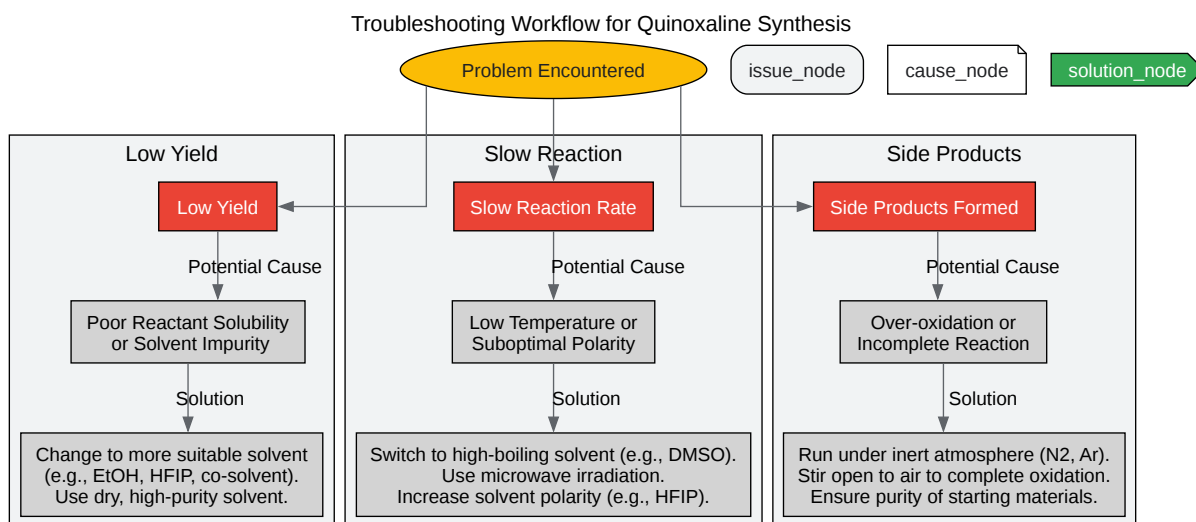 Troubleshooting Workflow for Quinoxaline Synthesis
Problem Encountered
issue_node
cause_node
solution_node
Low Yield
Low Yield
Potential Cause
Poor Reactant Solubility
or Solvent Impurity
Solution
Change to more suitable solvent
(e.g., EtOH, HFIP, co-solvent).
Use dry, high-purity solvent.
Slow Reaction
Slow Reaction Rate
Potential Cause
Low Temperature or
Suboptimal Polarity
Solution
Switch to high-boiling solvent (e.g., DMSO).
Use microwave irradiation.
Increase solvent polarity (e.g., HFIP).
Side Products
Side Products Formed
Potential Cause
Over-oxidation or
Incomplete Reaction
Solution
Run under inert atmosphere (N2, Ar).
Stir open to air to complete oxidation.
Ensure purity of starting materials.